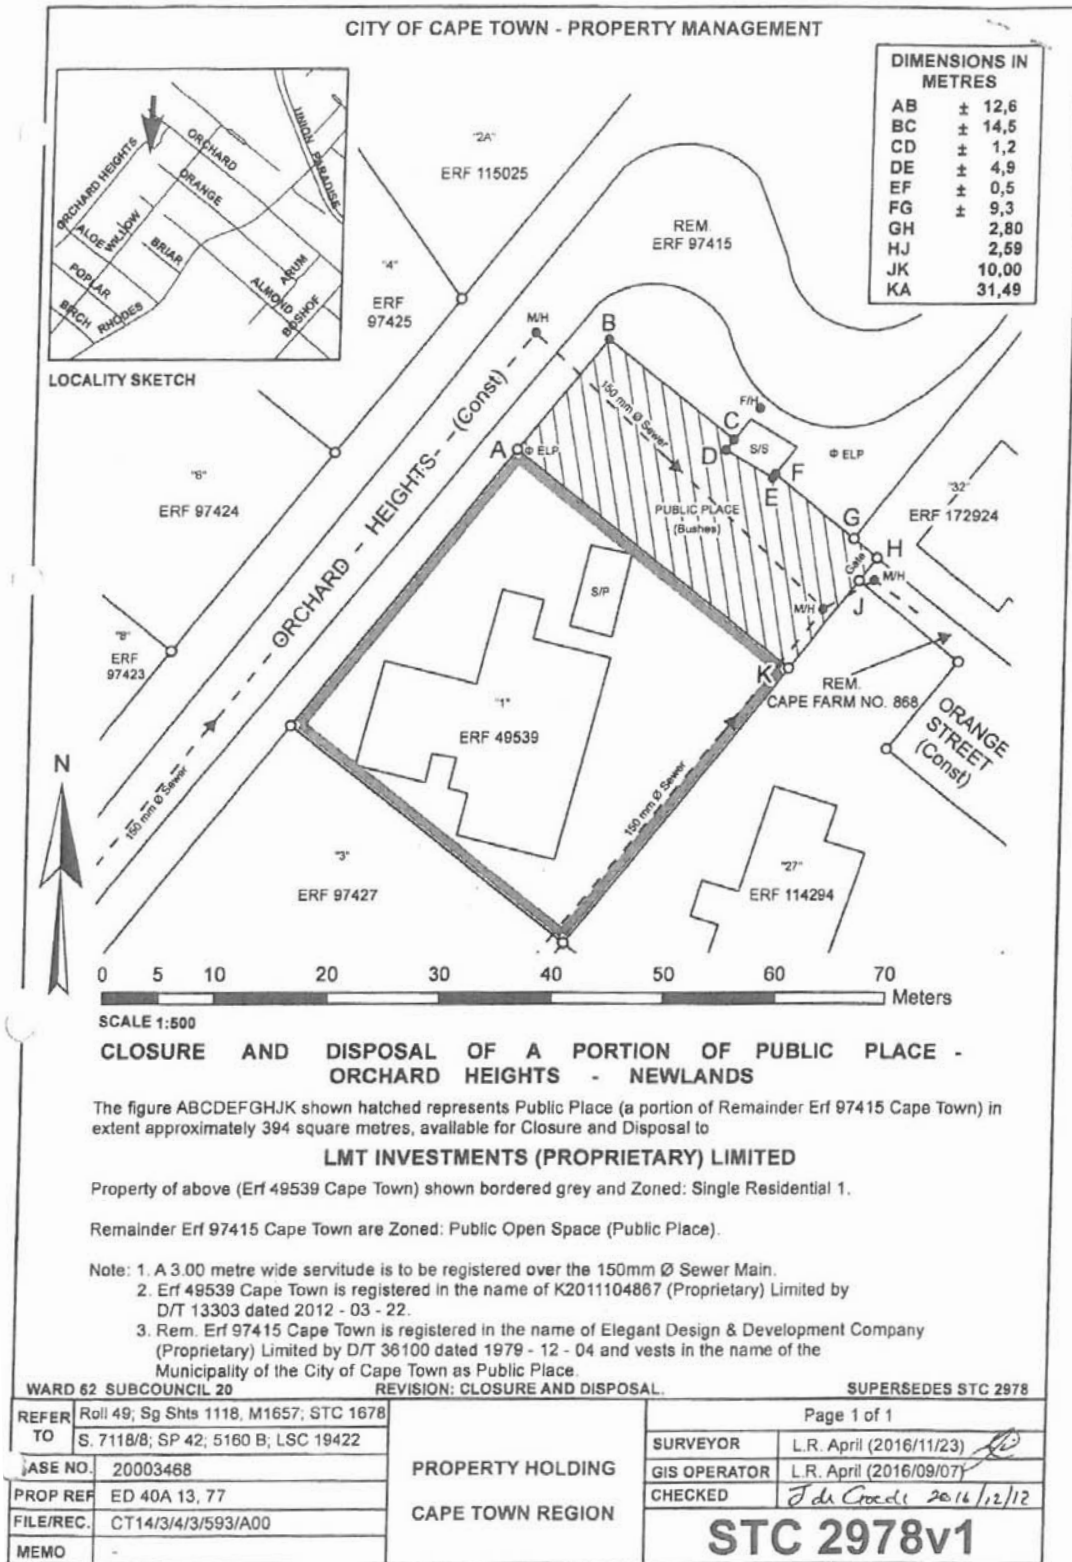 CITY OF CAPE TOWN - PROPERTY MANAGEMENT
DIMENSIONS IN
METRES
AB ± 12,6
BC ± 14,5
CD ± 1,2
DE ± 4,9
EF ± 0,5
FG ± 9,3
GH 2,80
HJ 2,59
JK 10,00
KA 31,49
ORCHARD HEIGHTS
ORCHARD
UNION
PARADISE
ORANGE
ALOE
WILLOW
BRIAR
POPLAR
BIRCH
RHODES
ARUM
ALMOND
BOSHOF
LOCALITY SKETCH
"2A"
ERF 115025
REM.
ERF 97415
"4"
ERF
97425
M/H
B
150 mm Ø Sewer
F/H
C
S/S
D
F
E
Φ ELP
A
Φ ELP
"6"
ERF 97424
ORCHARD - HEIGHTS - (Const)
PUBLIC PLACE
(Bushes)
G
"32"
ERF 172924
H
Gate
M/H
J
M/H
S/P
"8"
ERF
97423
K
REM.
CAPE FARM NO. 868
"1"
ERF 49539
ORANGE
STREET
(Const)
N
150 mm Ø Sewer
150 mm Ø Sewer
"3"
ERF 97427
"27"
ERF 114294
0 5 10 20 30 40 50 60 70
Meters
SCALE 1:500
CLOSURE AND DISPOSAL OF A PORTION OF PUBLIC PLACE -
ORCHARD HEIGHTS - NEWLANDS
The figure ABCDEFGHJK shown hatched represents Public Place (a portion of Remainder Erf 97415 Cape Town) in
extent approximately 394 square metres, available for Closure and Disposal to
LMT INVESTMENTS (PROPRIETARY) LIMITED
Property of above (Erf 49539 Cape Town) shown bordered grey and Zoned: Single Residential 1.
Remainder Erf 97415 Cape Town are Zoned: Public Open Space (Public Place).
Note: 1. A 3.00 metre wide servitude is to be registered over the 150mm Ø Sewer Main.
2. Erf 49539 Cape Town is registered in the name of K2011104867 (Proprietary) Limited by
D/T 13303 dated 2012 - 03 - 22.
3. Rem. Erf 97415 Cape Town is registered in the name of Elegant Design & Development Company
(Proprietary) Limited by D/T 36100 dated 1979 - 12 - 04 and vests in the name of the
Municipality of the City of Cape Town as Public Place.
WARD 62 SUBCOUNCIL 20 REVISION: CLOSURE AND DISPOSAL. SUPERSEDES STC 2978
REFER
TO
Roll 49; Sg Shts 1118, M1657; STC 1678
S. 7118/8; SP 42; 5160 B; LSC 19422
ASE NO. 20003468
PROP REF ED 40A 13, 77
FILE/REC. CT14/3/4/3/593/A00
MEMO -
PROPERTY HOLDING
CAPE TOWN REGION
Page 1 of 1
SURVEYOR L.R. April (2016/11/23)
GIS OPERATOR L.R. April (2016/09/07)
CHECKED 2016/12/12
STC 2978v1